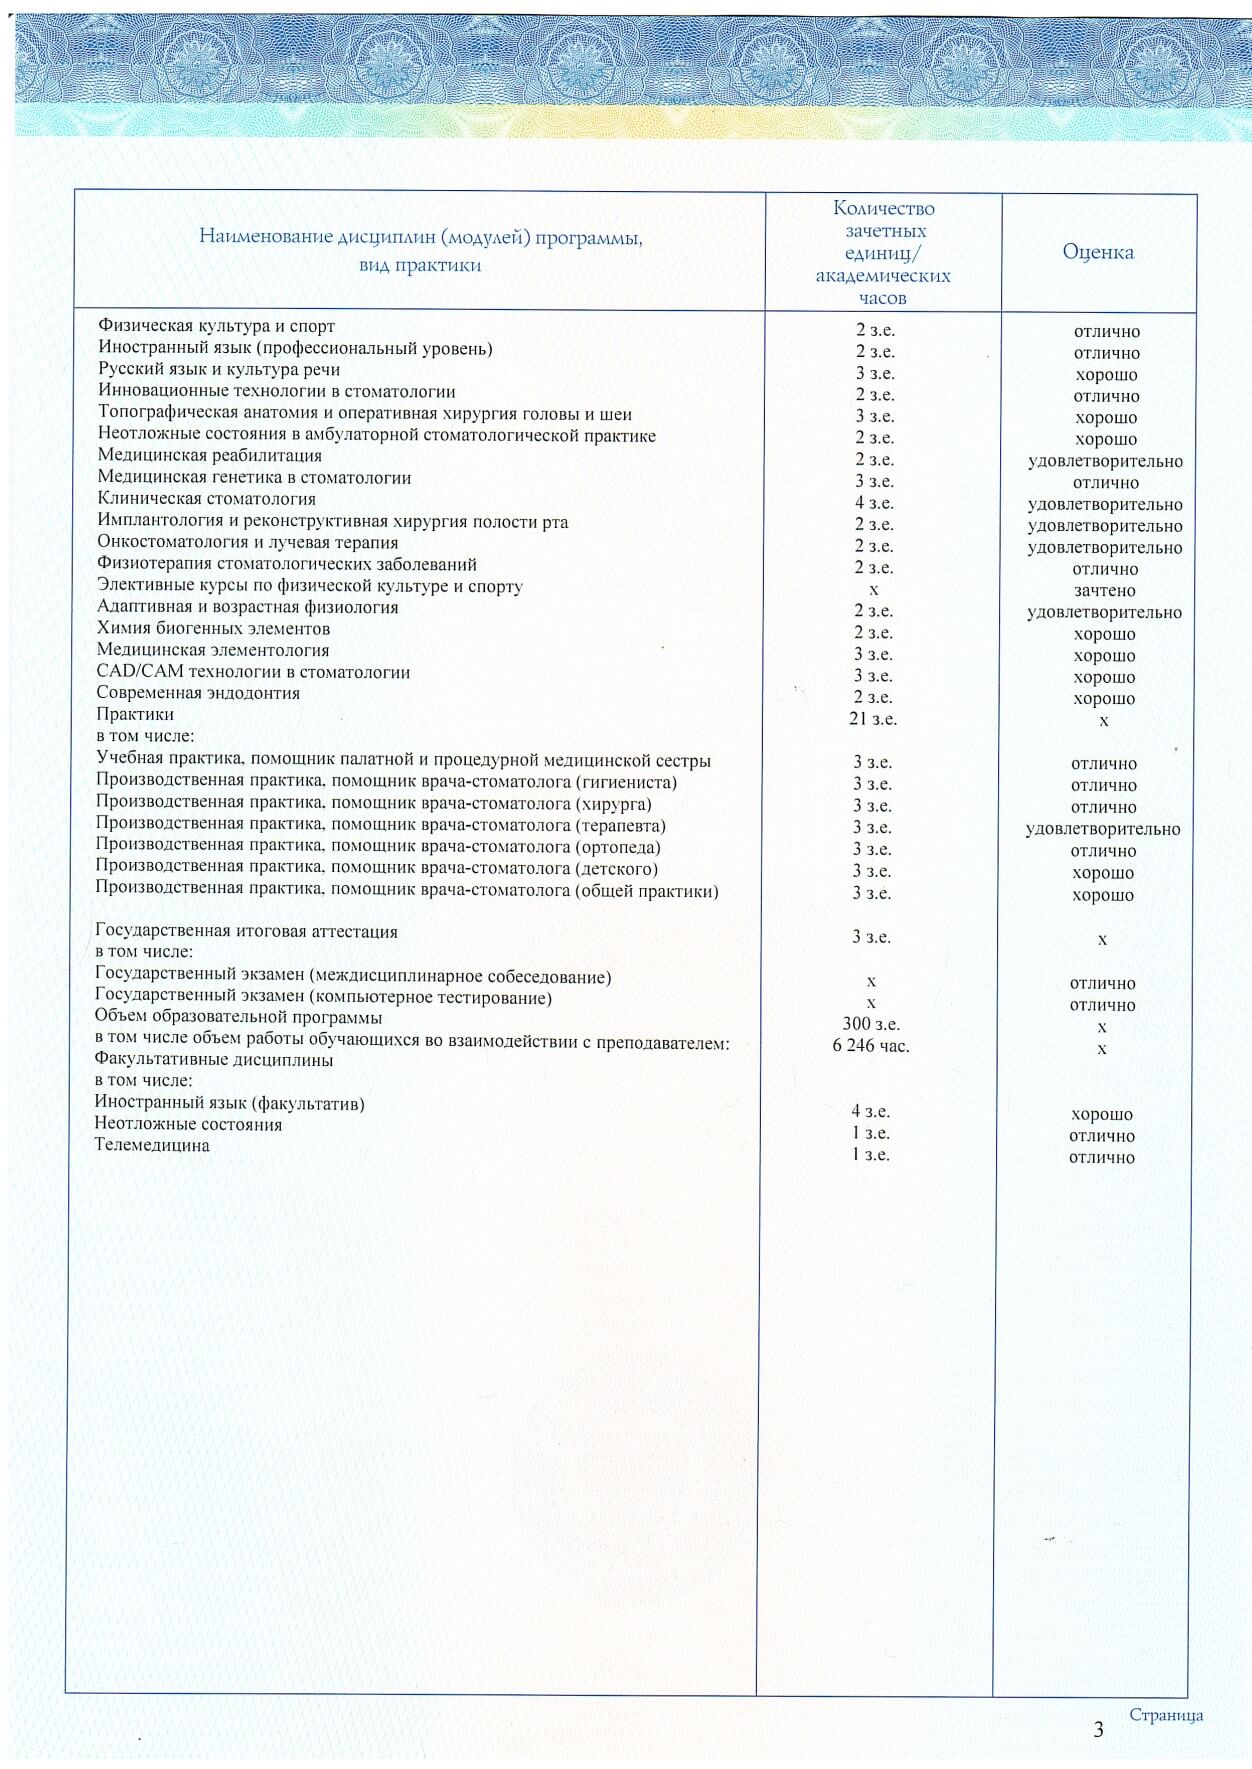 Наименование дисциплин (модулей) программы,
вид практики
Количество
зачетных
единиц/
академических
часов
Оценка
Физическая культура и спорт 2 з.е. отлично
Иностранный язык (профессиональный уровень) 2 з.е. отлично
Русский язык и культура речи 3 з.е. хорошо
Инновационные технологии в стоматологии 2 з.е. отлично
Топографическая анатомия и оперативная хирургия головы и шеи 3 з.е. хорошо
Неотложные состояния в амбулаторной стоматологической практике 2 з.е. хорошо
Медицинская реабилитация 2 з.е. удовлетворительно
Медицинская генетика в стоматологии 3 з.е. отлично
Клиническая стоматология 4 з.е. удовлетворительно
Имплантология и реконструктивная хирургия полости рта 2 з.е. удовлетворительно
Онкостоматология и лучевая терапия 2 з.е. удовлетворительно
Физиотерапия стоматологических заболеваний 2 з.е. отлично
Элективные курсы по физической культуре и спорту х зачтено
Адаптивная и возрастная физиология 2 з.е. удовлетворительно
Химия биогенных элементов 2 з.е. хорошо
Медицинская элементология 3 з.е. хорошо
CAD/CAM технологии в стоматологии 3 з.е. хорошо
Современная эндодонтия 2 з.е. хорошо
Практики 21 з.е. х
в том числе:
Учебная практика, помощник палатной и процедурной медицинской сестры 3 з.е. отлично
Производственная практика, помощник врача-стоматолога (гигиениста) 3 з.е. отлично
Производственная практика, помощник врача-стоматолога (хирурга) 3 з.е. отлично
Производственная практика, помощник врача-стоматолога (терапевта) 3 з.е. удовлетворительно
Производственная практика, помощник врача-стоматолога (ортопеда) 3 з.е. отлично
Производственная практика, помощник врача-стоматолога (детского) 3 з.е. хорошо
Производственная практика, помощник врача-стоматолога (общей практики) 3 з.е. хорошо
Государственная итоговая аттестация 3 з.е. х
в том числе:
Государственный экзамен (междисциплинарное собеседование) х отлично
Государственный экзамен (компьютерное тестирование) х отлично
Объем образовательной программы 300 з.е. х
в том числе объем работы обучающихся во взаимодействии с преподавателем: 6 246 час. х
Факультативные дисциплины
в том числе:
Иностранный язык (факультатив) 4 з.е. хорошо
Неотложные состояния 1 з.е. отлично
Телемедицина 1 з.е. отлично
Страница
3